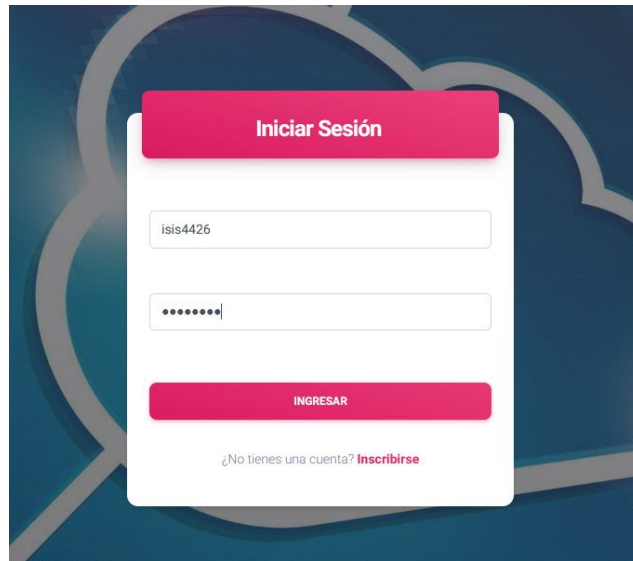 Iniciar Sesión
isis4426
••••••••
INGRESAR
¿No tienes una cuenta? Inscribirse